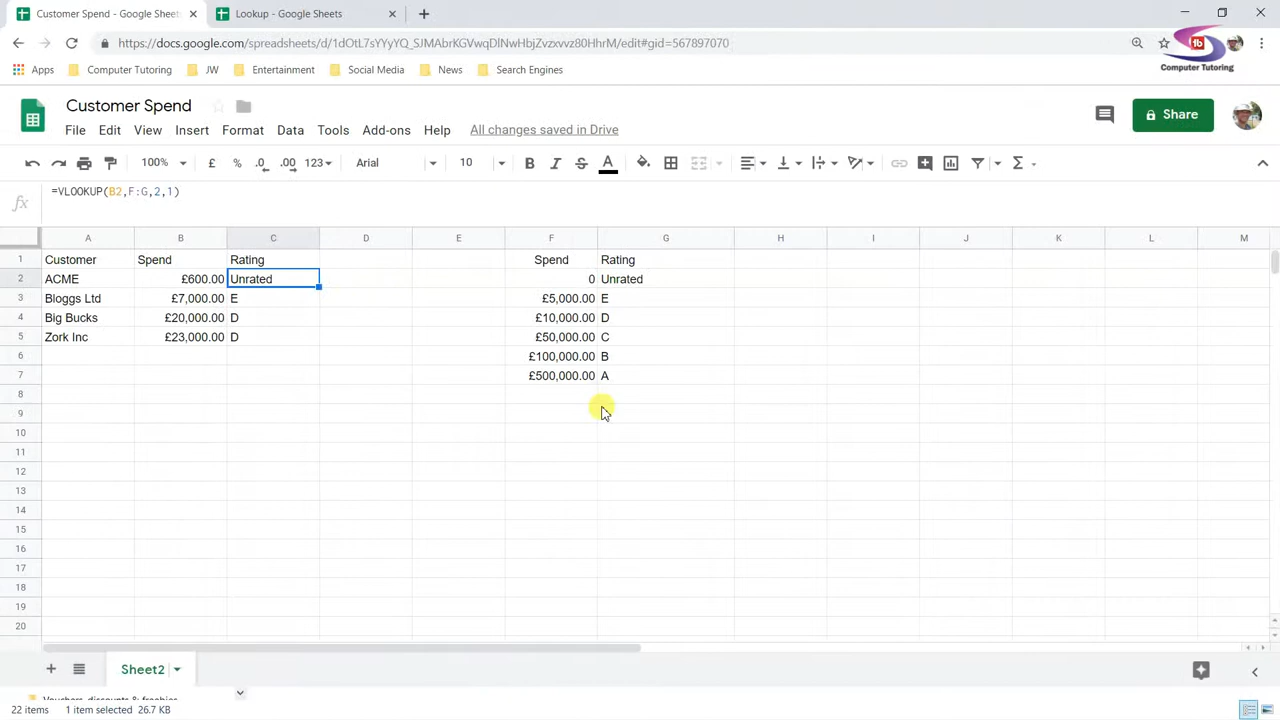 Customer Spend - Google Sheets
Lookup - Google Sheets
https://docs.google.com/spreadsheets/d/1dOtL7sYYyYQ_SJMAbrKGVwqDlNwHbjZvzxvvz80HhrM/edit#gid=567897070
Apps Computer Tutoring JW Entertainment Social Media News Search Engines
Computer Tutoring
Customer Spend
File Edit View Insert Format Data Tools Add-ons Help All changes saved in Drive
Share
100% £ % .0 .00 123 Arial 10 B I S A Σ
fx =VLOOKUP(B2,F:G,2,1)
A B C D E F G H I J K L M
1 Customer Spend Rating Spend Rating
2 ACME £600.00 Unrated 0 Unrated
3 Bloggs Ltd £7,000.00 E £5,000.00 E
4 Big Bucks £20,000.00 D £10,000.00 D
5 Zork Inc £23,000.00 D £50,000.00 C
6 £100,000.00 B
7 £500,000.00 A
8
9
10
11
12
13
14
15
16
17
18
19
20
Sheet2
Vouchers, discounts & freebies
22 items 1 item selected 26.7 KB